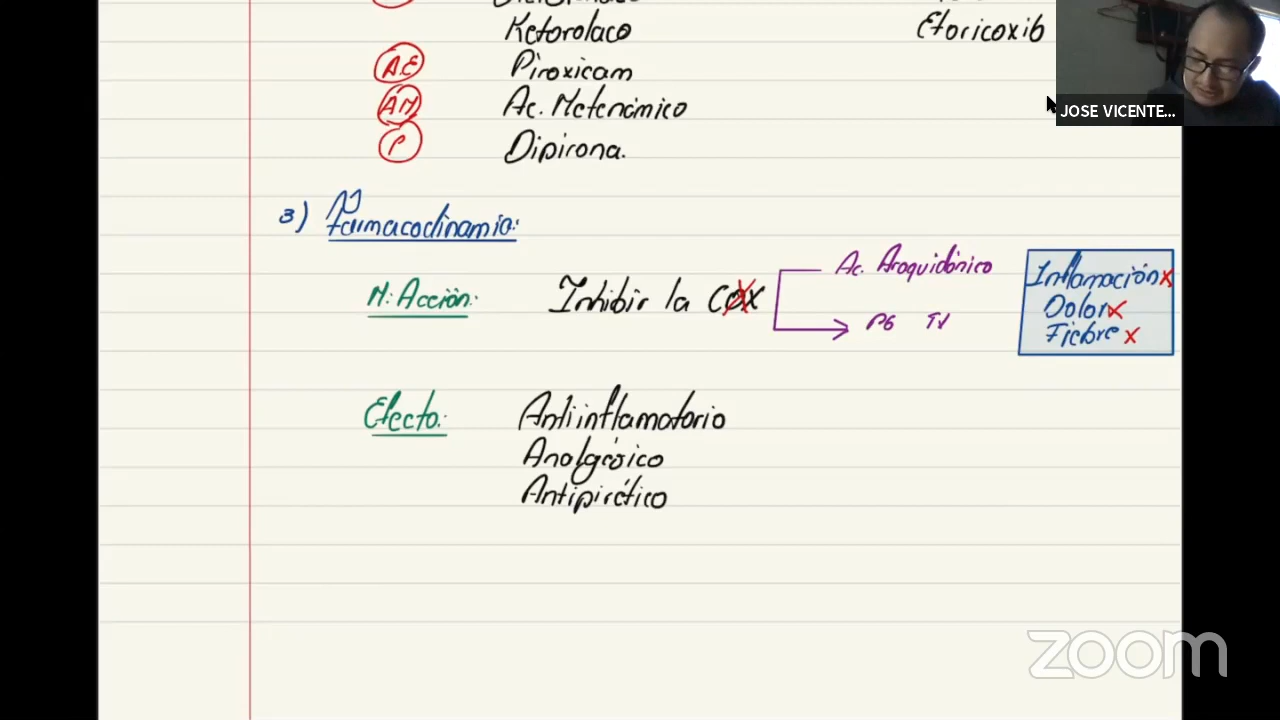 Ketorolaco Etoricoxib
A.E Piroxicam
AM Ac. Mefenámico
P Dipirona.
JOSE VICENTE...
3) Farmacodinamia:
Ac. Araquidónico
M. Acción: Inhibir la COX
PG TX
Inflamación x
Dolor x
Fiebre x
Efecto: Antiinflamatorio
Analgésico
Antipirético
zoom